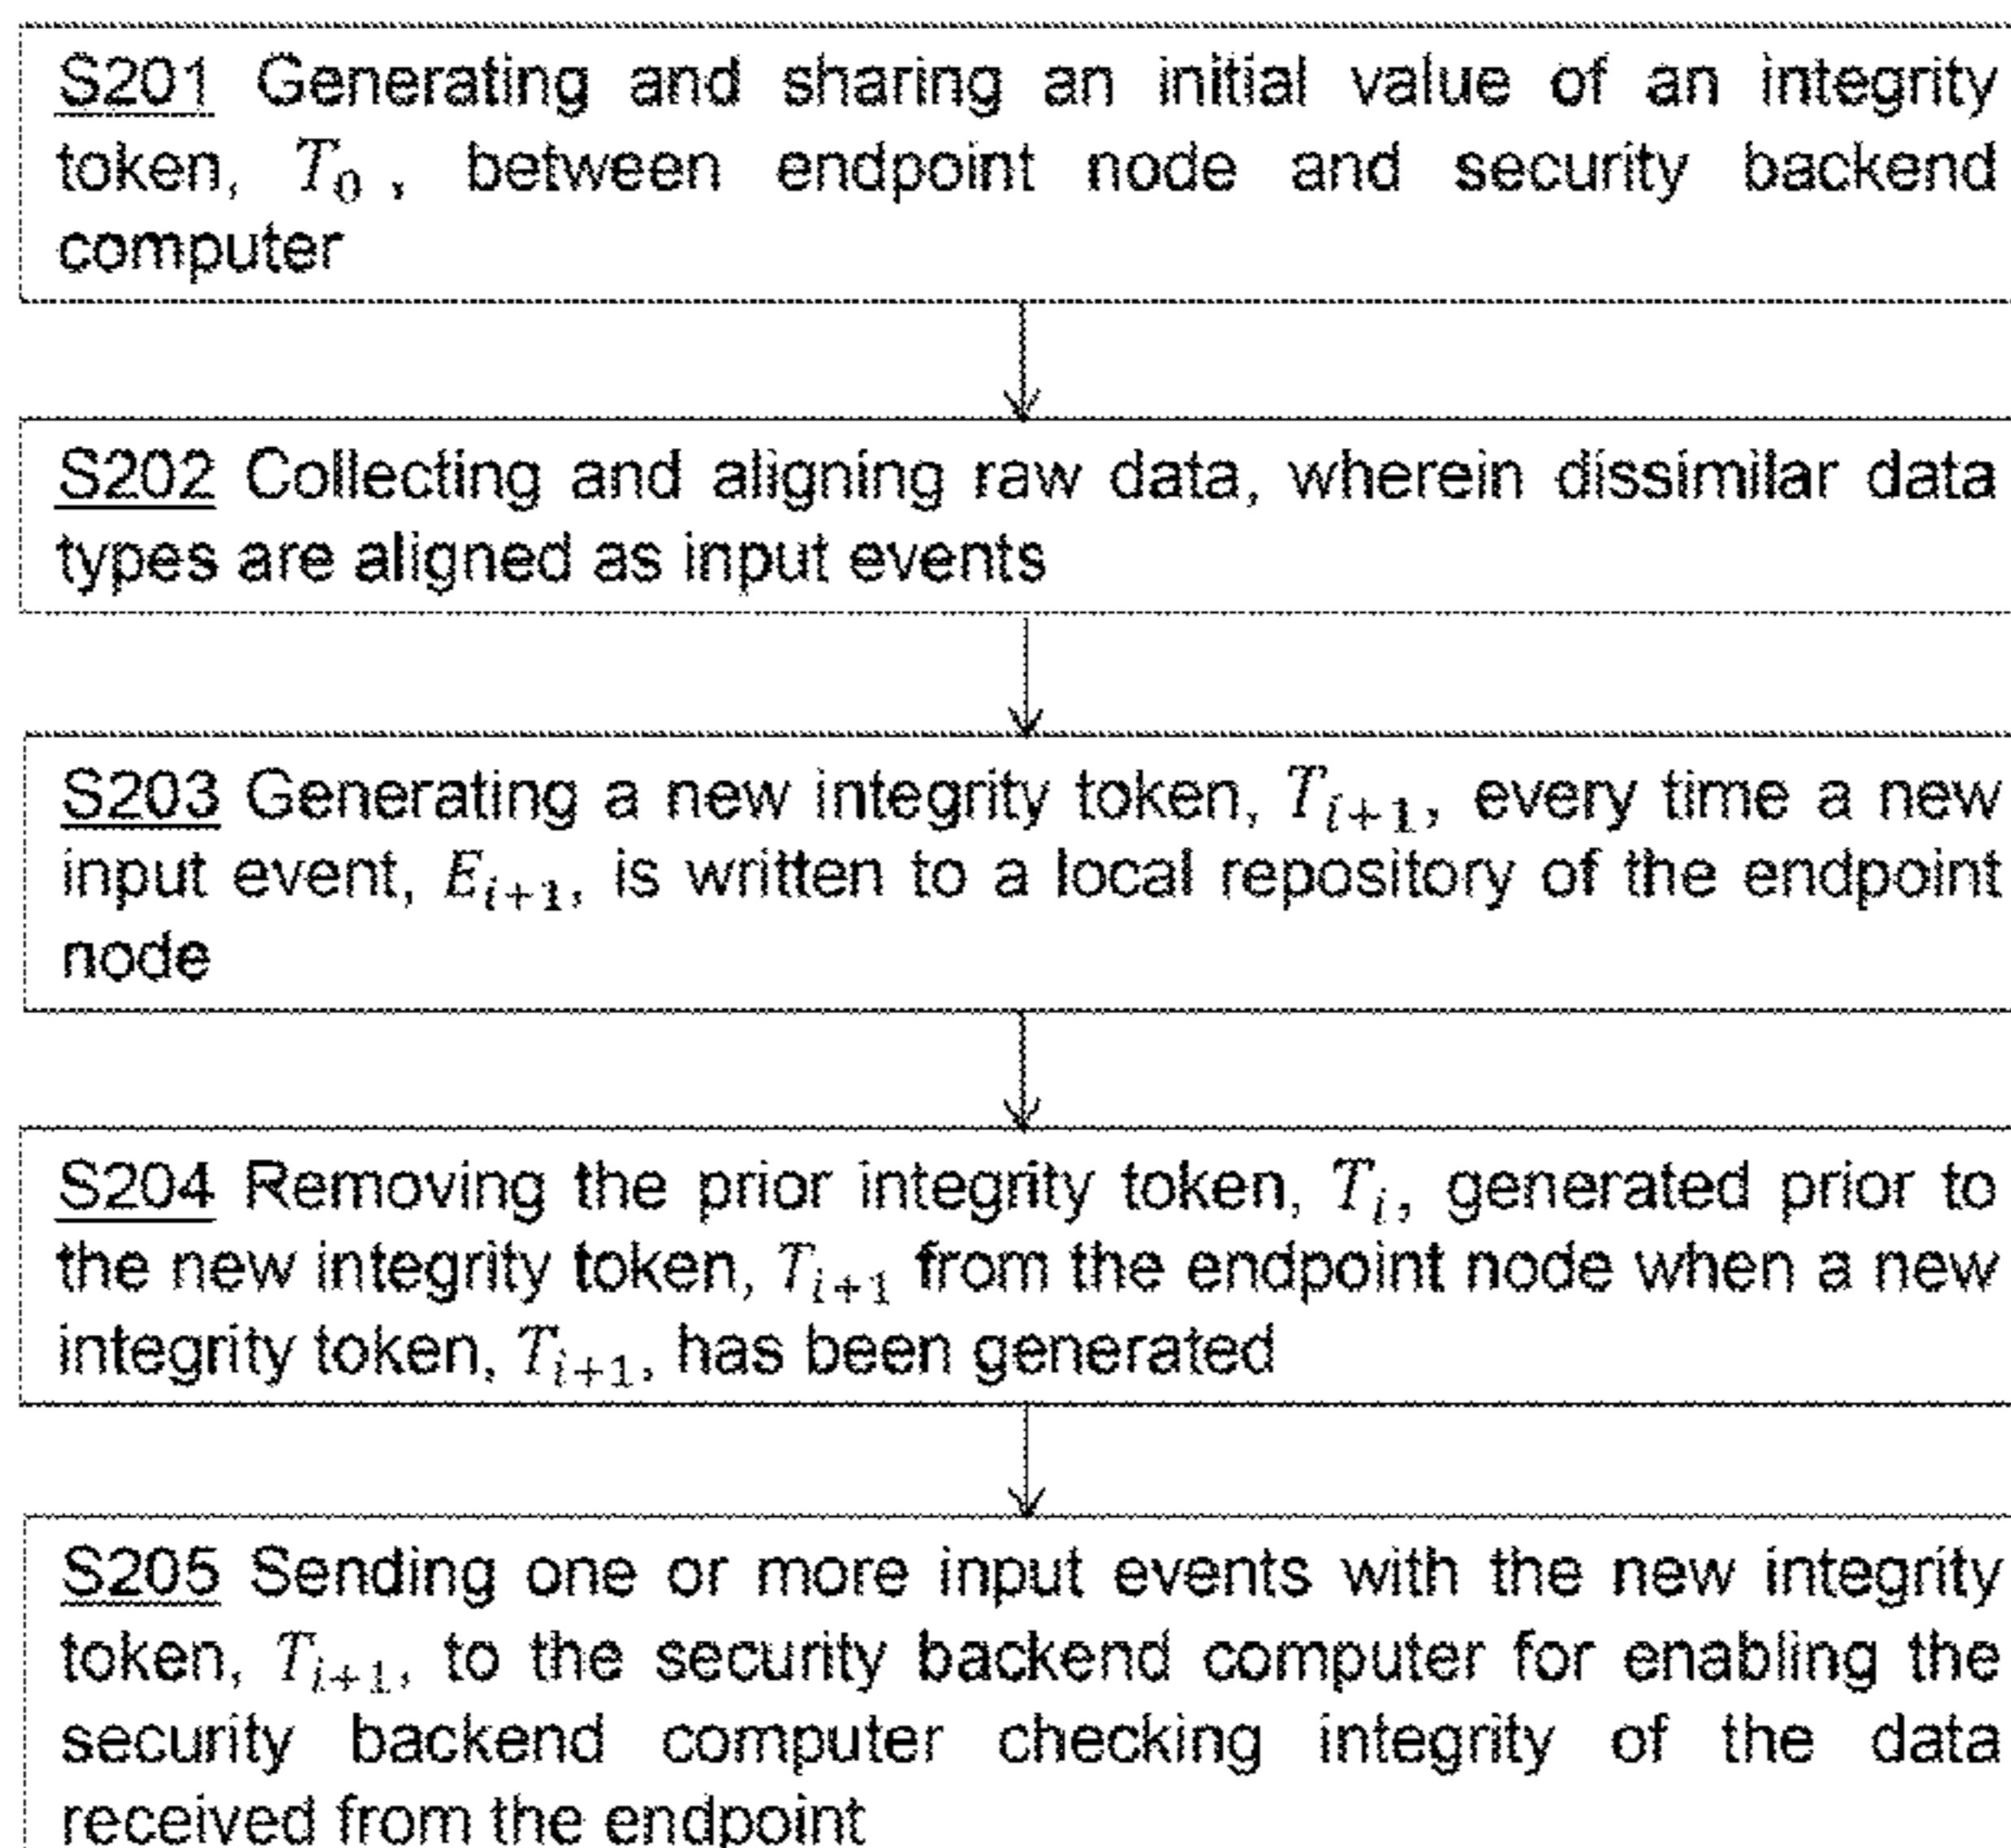 S201 Generating and sharing an initial value of an integrity
token, T₀ , between endpoint node and security backend
computer
S202 Collecting and aligning raw data, wherein dissimilar data
types are aligned as input events
S203 Generating a new integrity token, Tᵢ₊₁, every time a new
input event, Eᵢ₊₁, is written to a local repository of the endpoint
node
S204 Removing the prior integrity token, Tᵢ, generated prior to
the new integrity token, Tᵢ₊₁ from the endpoint node when a new
integrity token, Tᵢ₊₁, has been generated
S205 Sending one or more input events with the new integrity
token, Tᵢ₊₁, to the security backend computer for enabling the
security backend computer checking integrity of the data
received from the endpoint